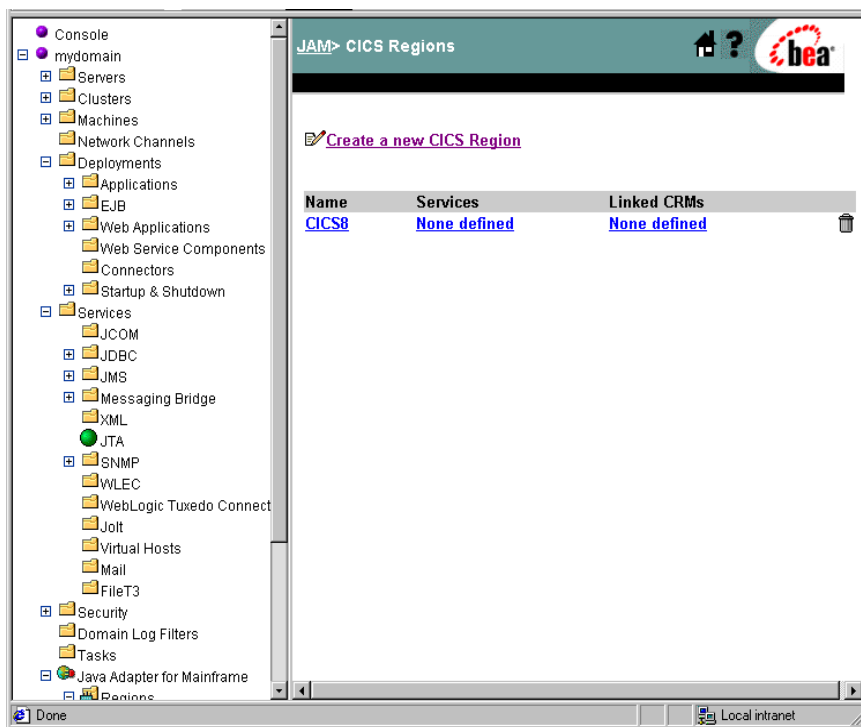 Console
mydomain
Servers
Clusters
Machines
Network Channels
Deployments
Applications
EJB
Web Applications
Web Service Components
Connectors
Startup & Shutdown
Services
JCOM
JDBC
JMS
Messaging Bridge
XML
JTA
SNMP
WLEC
WebLogic Tuxedo Connect
Jolt
Virtual Hosts
Mail
FileT3
Security
Domain Log Filters
Tasks
Java Adapter for Mainframe
Regions
JAM> CICS Regions
?
bea
Create a new CICS Region
Name Services Linked CRMs
CICS8 None defined None defined
Done
Local intranet